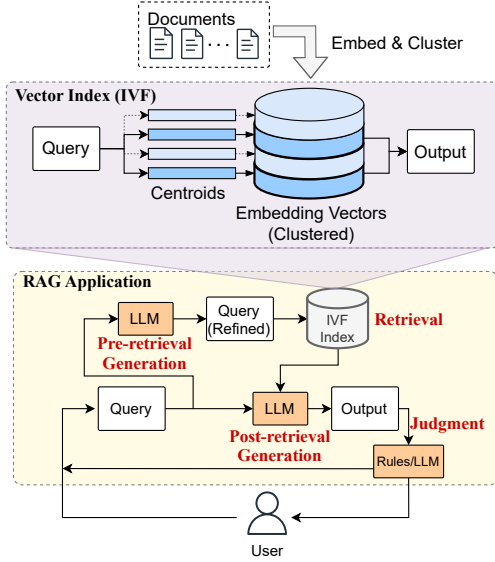 Documents
...
Embed & Cluster
Vector Index (IVF)
Query
Centroids
Embedding Vectors
(Clustered)
Output
RAG Application
LLM
Query
(Refined)
IVF
Index
Retrieval
Pre-retrieval
Generation
Query
LLM
Output
Post-retrieval
Generation
Judgment
Rules/LLM
User